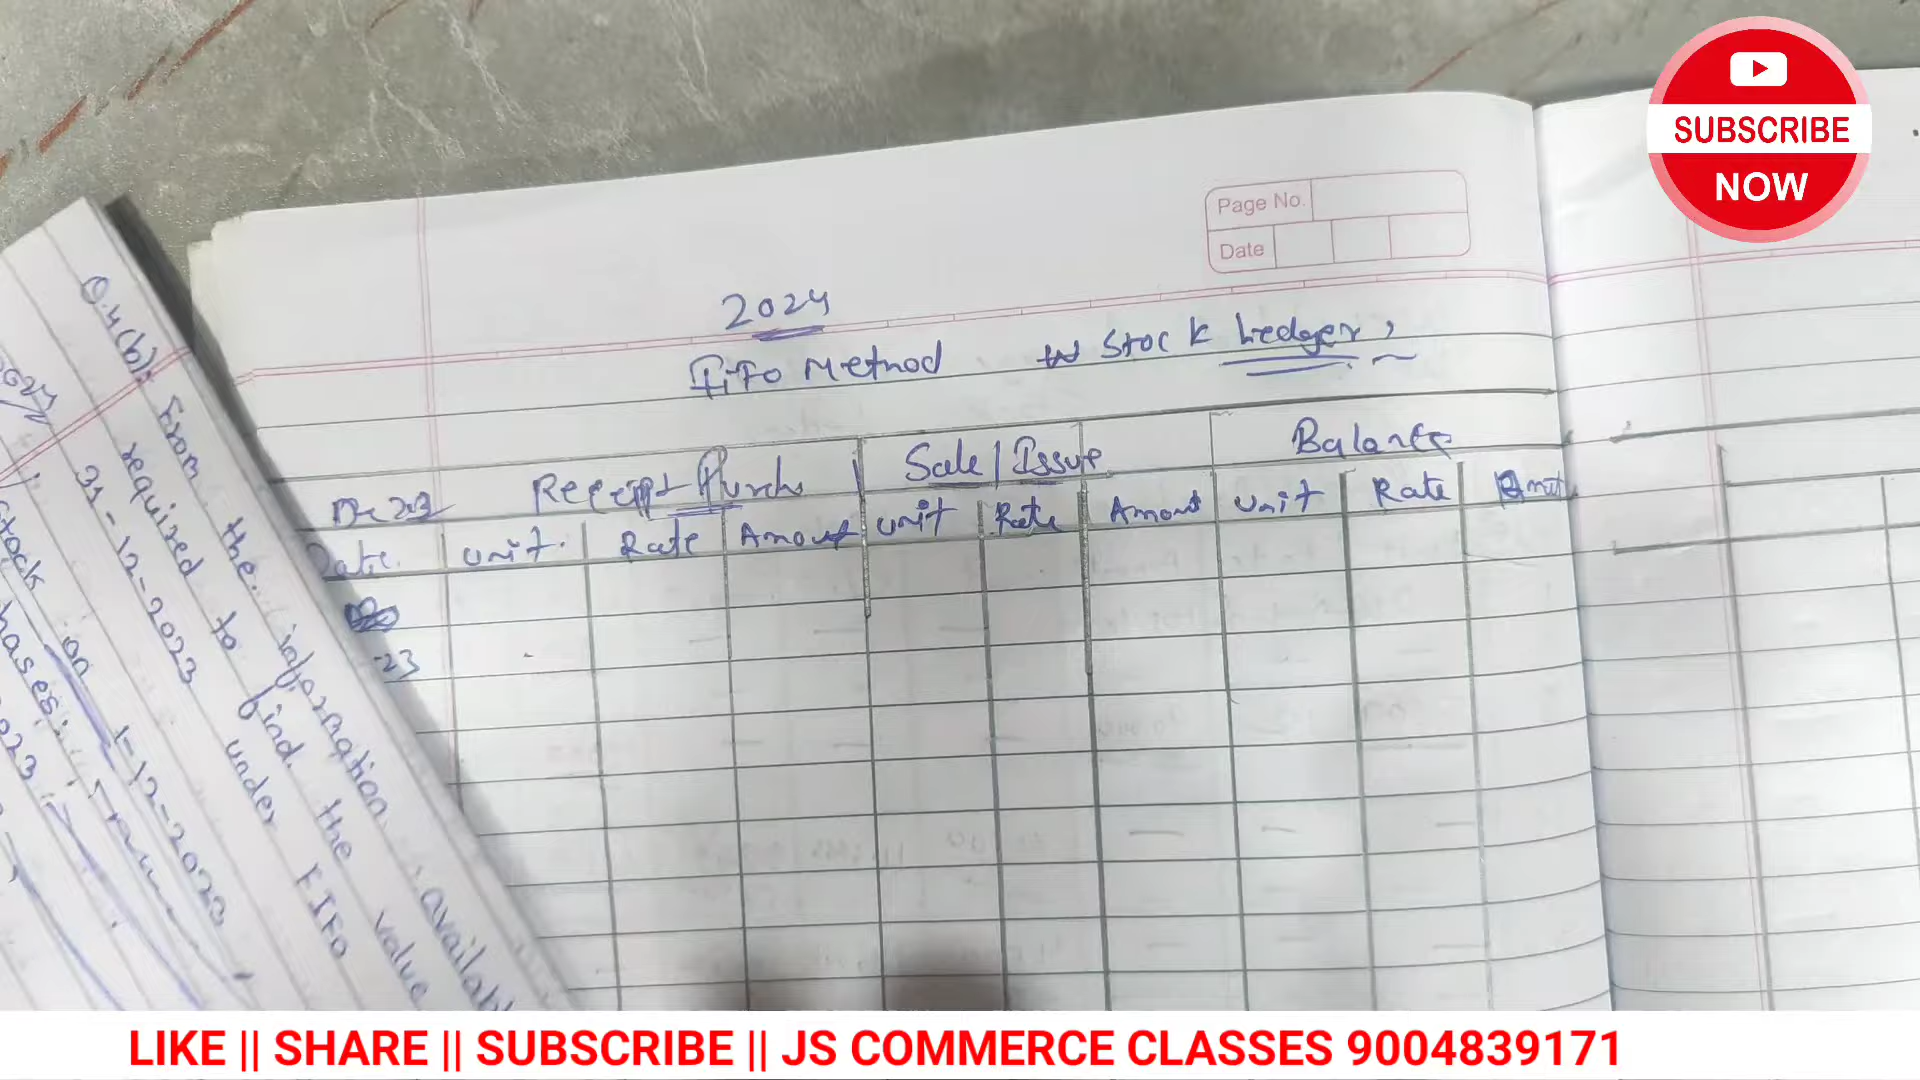 SUBSCRIBE
NOW
Page No.
Date
2024
FIFO Method Stock Ledger
Receipt Purch Sale / Issue Balance
Dec 23
Date unit. Rate Amount unit Rate Amount unit Rate Amt
23
Q.4(b): From the information available
required to find the value
31-12-2023 under FIFO
Stock on 1-12-2023
LIKE || SHARE || SUBSCRIBE || JS COMMERCE CLASSES 9004839171